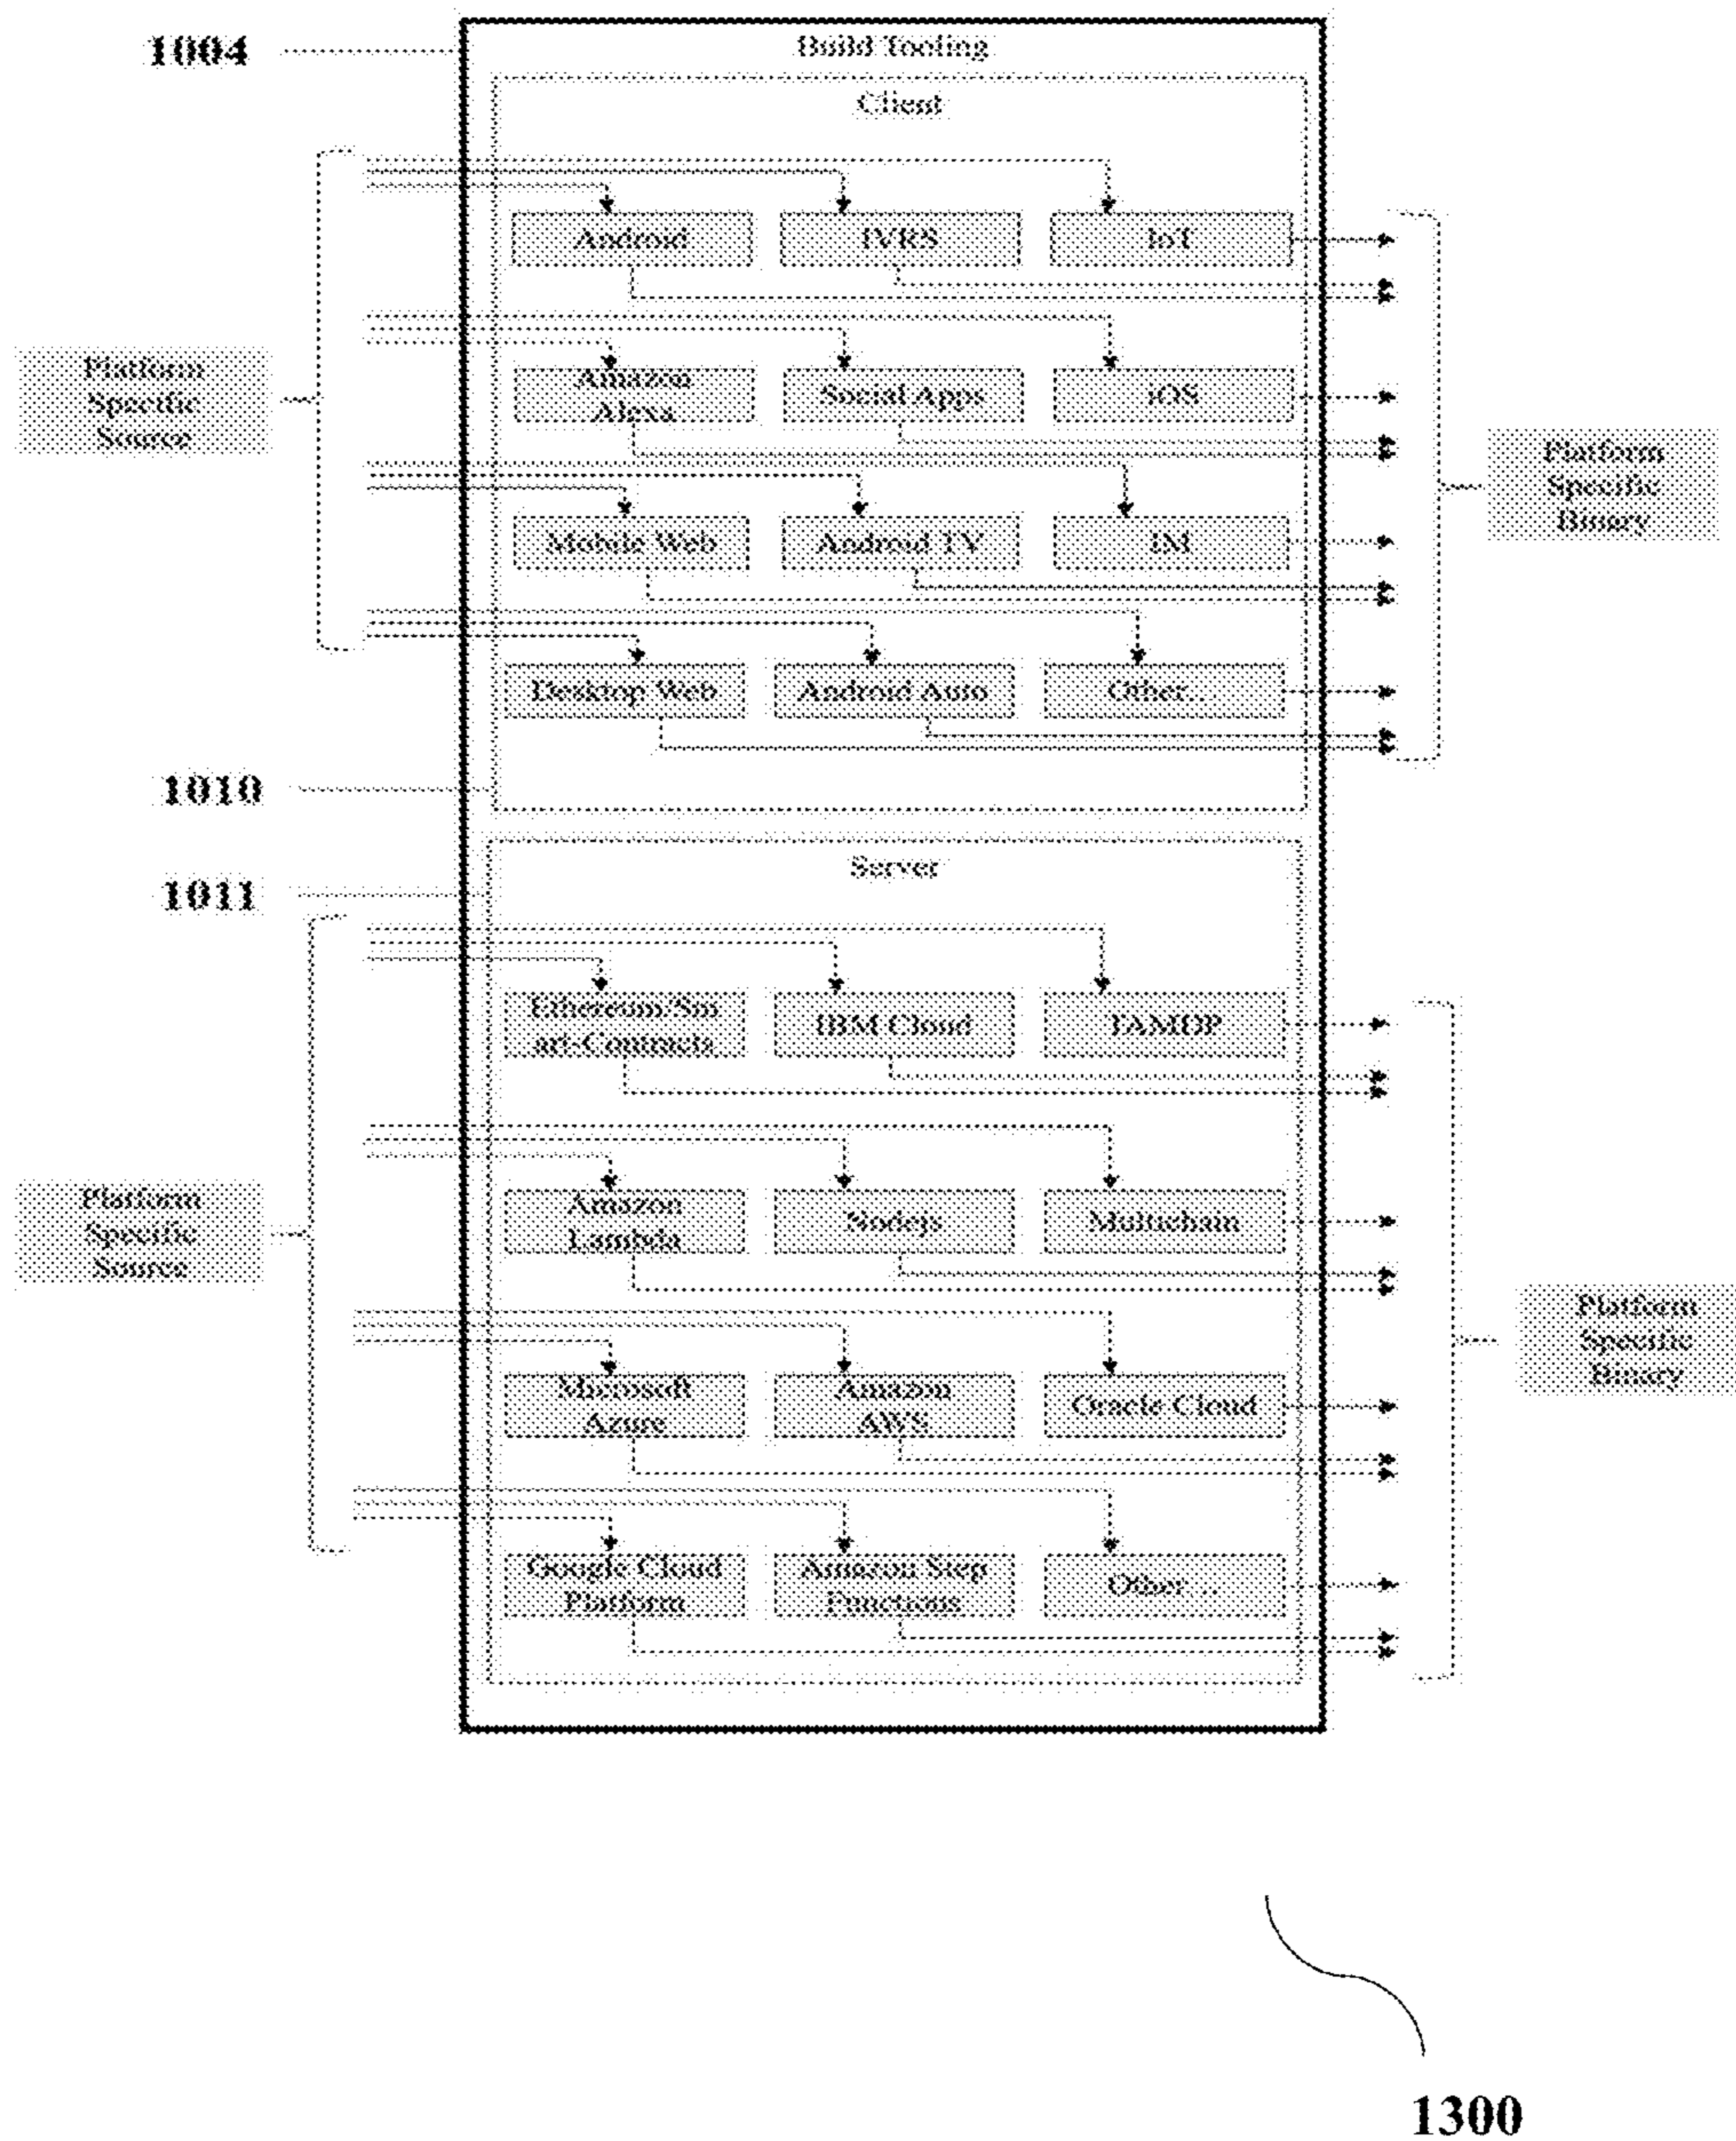 1004
Build Tooling
Client
Android
IVRS
IoT
Platform
Specific
Source
Amazon
Alexa
Social Apps
iOS
Platform
Specific
Binary
Mobile Web
Android TV
IM
Desktop Web
Android Auto
Other...
1010
Server
1011
Ethereum/Sm
art-Contracts
IBM Cloud
TAMDP
Platform
Specific
Source
Amazon
Lambda
Nodejs
Multichain
Platform
Specific
Binary
Microsoft
Azure
Amazon
AWS
Oracle Cloud
Google Cloud
Platform
Amazon Step
Functions
Other...
1300